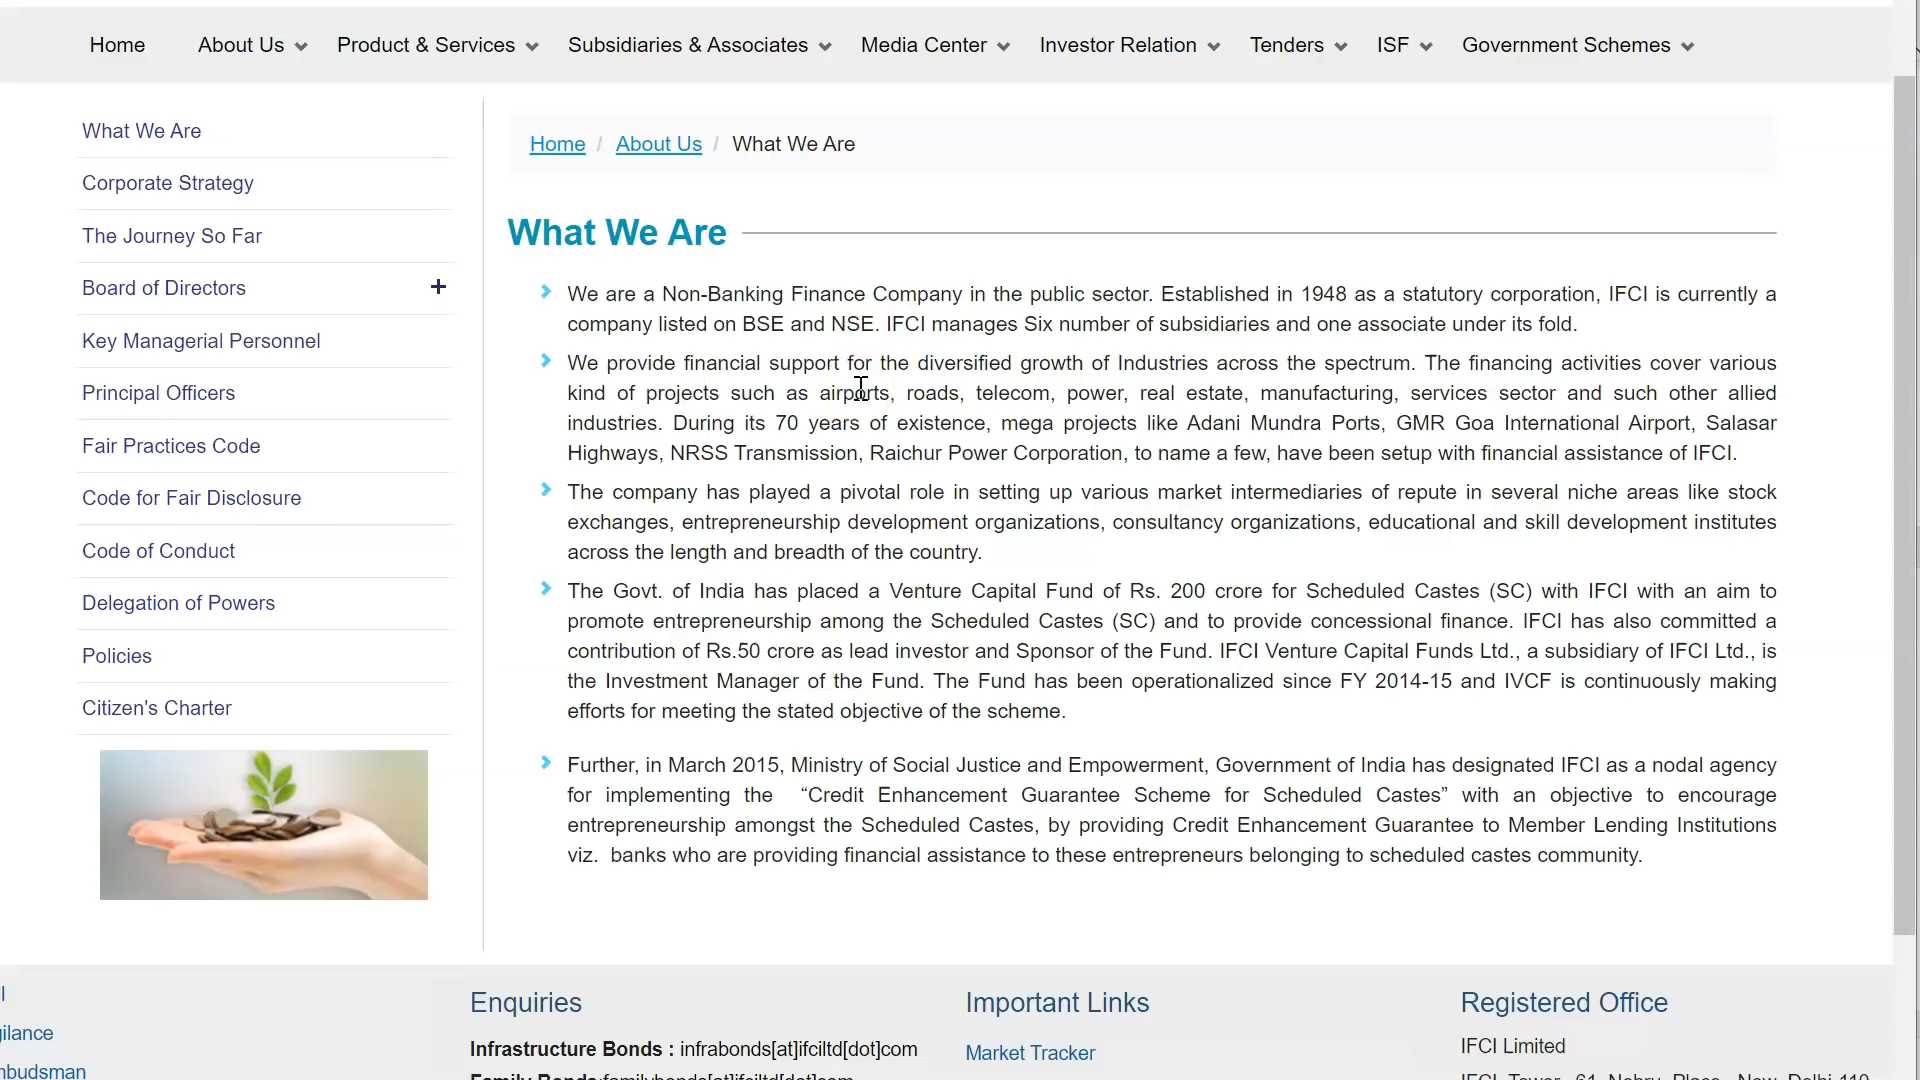 Home About Us Product & Services Subsidiaries & Associates Media Center Investor Relation Tenders ISF Government Schemes
What We Are
Corporate Strategy
The Journey So Far
Board of Directors +
Key Managerial Personnel
Principal Officers
Fair Practices Code
Code for Fair Disclosure
Code of Conduct
Delegation of Powers
Policies
Citizen's Charter
Home / About Us / What We Are
What We Are
We are a Non-Banking Finance Company in the public sector. Established in 1948 as a statutory corporation, IFCI is currently a
company listed on BSE and NSE. IFCI manages Six number of subsidiaries and one associate under its fold.
We provide financial support for the diversified growth of Industries across the spectrum. The financing activities cover various
kind of projects such as airports, roads, telecom, power, real estate, manufacturing, services sector and such other allied
industries. During its 70 years of existence, mega projects like Adani Mundra Ports, GMR Goa International Airport, Salasar
Highways, NRSS Transmission, Raichur Power Corporation, to name a few, have been setup with financial assistance of IFCI.
The company has played a pivotal role in setting up various market intermediaries of repute in several niche areas like stock
exchanges, entrepreneurship development organizations, consultancy organizations, educational and skill development institutes
across the length and breadth of the country.
The Govt. of India has placed a Venture Capital Fund of Rs. 200 crore for Scheduled Castes (SC) with IFCI with an aim to
promote entrepreneurship among the Scheduled Castes (SC) and to provide concessional finance. IFCI has also committed a
contribution of Rs.50 crore as lead investor and Sponsor of the Fund. IFCI Venture Capital Funds Ltd., a subsidiary of IFCI Ltd., is
the Investment Manager of the Fund. The Fund has been operationalized since FY 2014-15 and IVCF is continuously making
efforts for meeting the stated objective of the scheme.
Further, in March 2015, Ministry of Social Justice and Empowerment, Government of India has designated IFCI as a nodal agency
for implementing the “Credit Enhancement Guarantee Scheme for Scheduled Castes” with an objective to encourage
entrepreneurship amongst the Scheduled Castes, by providing Credit Enhancement Guarantee to Member Lending Institutions
viz. banks who are providing financial assistance to these entrepreneurs belonging to scheduled castes community.
gilance
mbudsman
Enquiries
Infrastructure Bonds : infrabonds[at]ifciltd[dot]com
Family Bonds:familybonds[at]ifciltd[dot]com
Important Links
Market Tracker
Registered Office
IFCI Limited
IFCI Tower, 61 Nehru Place, New Delhi-110